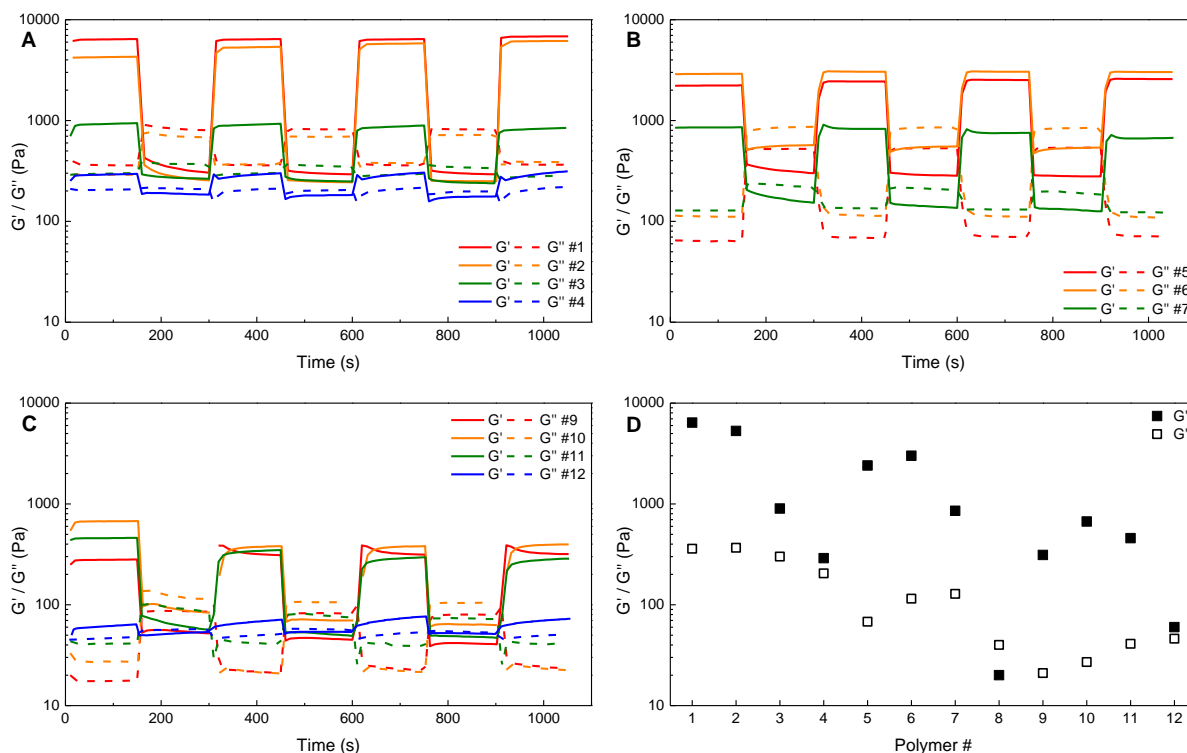 A
10000
1000
100
10
G' / G'' (Pa)
0 200 400 600 800 1000
Time (s)
G' G'' #1
G' G'' #2
G' G'' #3
G' G'' #4
B
10000
1000
100
10
G' / G'' (Pa)
200 400 600 800 1000
Time (s)
G' G'' #5
G' G'' #6
G' G'' #7
C
10000
1000
100
10
G' / G'' (Pa)
0 200 400 600 800 1000
Time (s)
G' G'' #9
G' G'' #10
G' G'' #11
G' G'' #12
D
10000
1000
100
10
G' / G'' (Pa)
1 2 3 4 5 6 7 8 9 10 11 12
Polymer #
G'
G'